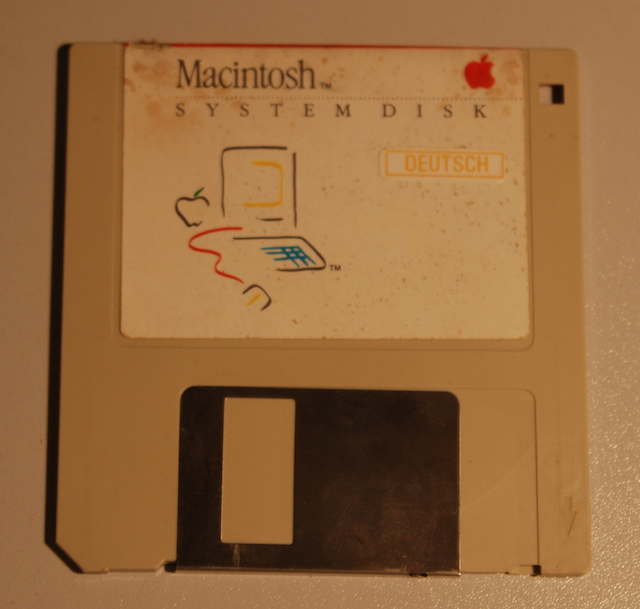 Macintosh™
SYSTEM DISK
DEUTSCH
™